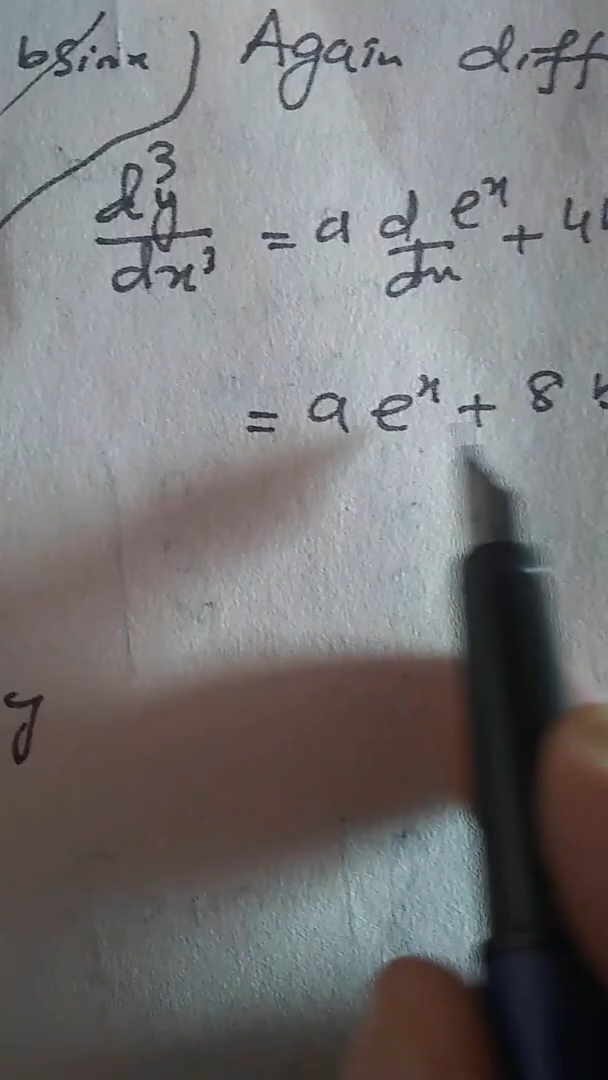 bsinx) Again diff
d³y/dx³ = a d/dx eˣ + 4
= a eˣ + 8
y